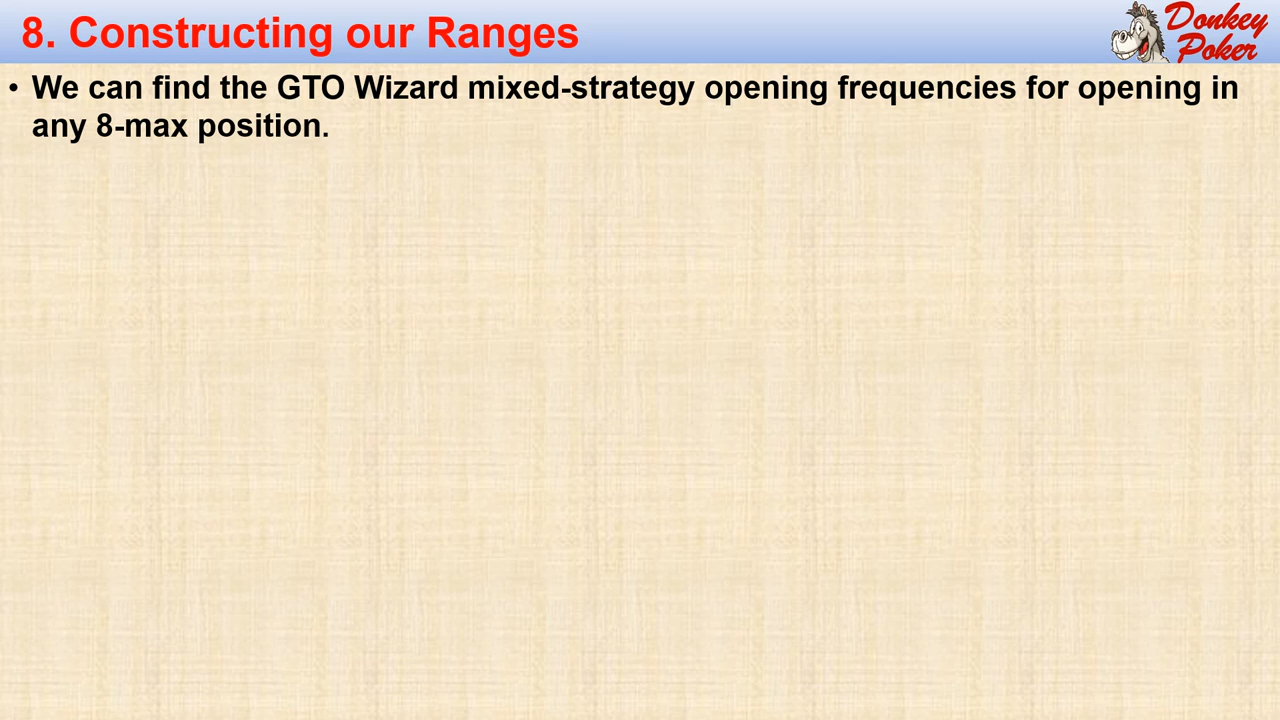 8. Constructing our Ranges
Donkey
Poker
• We can find the GTO Wizard mixed-strategy opening frequencies for opening in
any 8-max position.